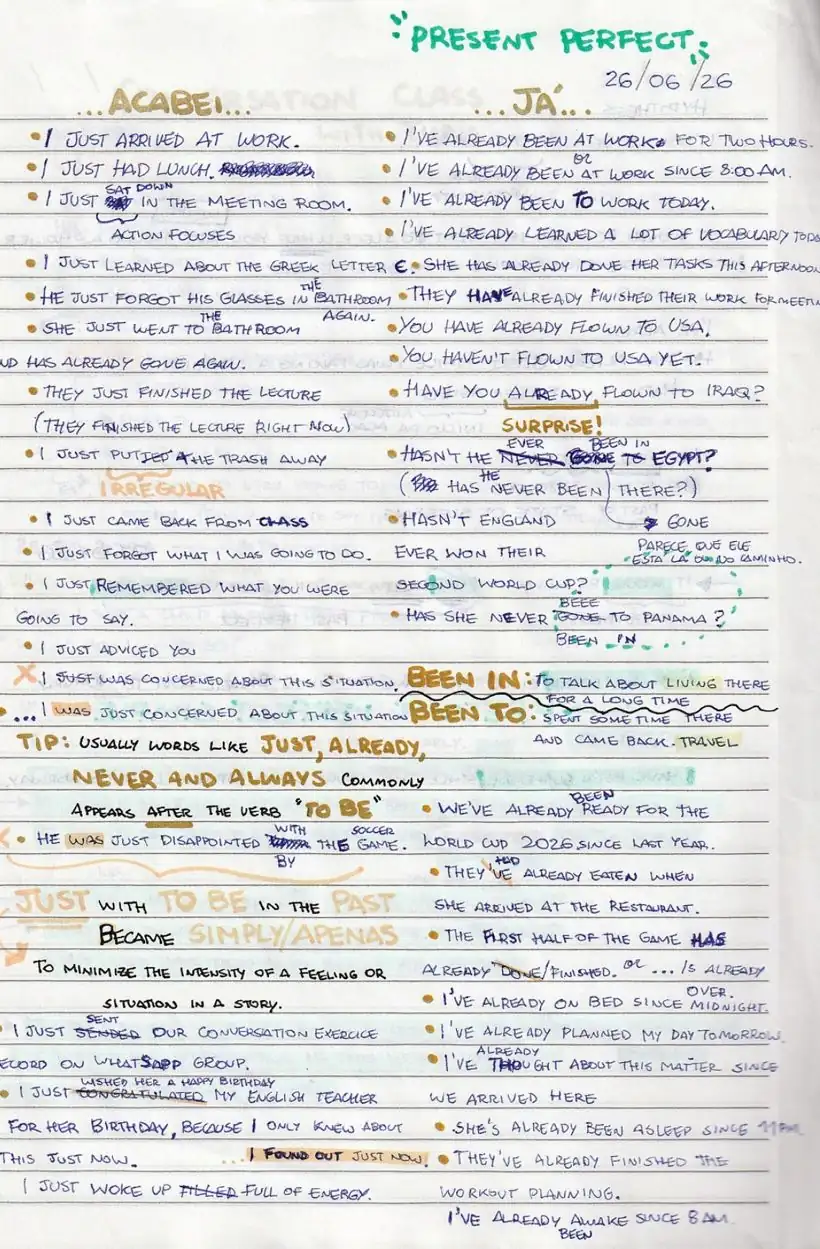 "PRESENT PERFECT"
26/06/26
...ACABEI...
• I JUST ARRIVED AT WORK.
• I JUST HAD LUNCH.
• I JUST SAT DOWN IN THE MEETING ROOM.
ACTION FOCUSES
• I JUST LEARNED ABOUT THE GREEK LETTER Є.
• HE JUST FORGOT HIS GLASSES IN THE BATHROOM
AGAIN.
• SHE JUST WENT TO THE BATHROOM
ND HAS ALREADY GONE AGAIN.
• THEY JUST FINISHED THE LECTURE
(THEY FINISHED THE LECTURE RIGHT NOW)
• I JUST PUTTED THE TRASH AWAY
IRREGULAR
• I JUST CAME BACK FROM CLASS
• I JUST FORGOT WHAT I WAS GOING TO DO.
• I JUST REMEMBERED WHAT YOU WERE
GOING TO SAY.
• I JUST ADVICED YOU
X I JUST WAS CONCERNED ABOUT THIS SITUATION.
• ... I WAS JUST CONCERNED ABOUT THIS SITUATION
TIP: USUALLY WORDS LIKE JUST, ALREADY,
NEVER AND ALWAYS COMMONLY
APPEARS AFTER THE VERB "TO BE"
• HE WAS JUST DISAPPOINTED WITH THE SOCCER GAME.
BY
JUST WITH TO BE IN THE PAST
BECAME SIMPLY/APENAS
TO MINIMIZE THE INTENSITY OF A FEELING OR
SITUATION IN A STORY.
• I JUST SENDED SENT OUR CONVERSATION EXERCICE
ECORD ON WHATSAPP GROUP.
• I JUST CONGRATULATED WISHED HER A HAPPY BIRTHDAY MY ENGLISH TEACHER
FOR HER BIRTHDAY, BECAUSE I ONLY KNEW ABOUT
THIS JUST NOW. ...I FOUND OUT JUST NOW.
I JUST WOKE UP FILLED FULL OF ENERGY.
...JÁ...
• I'VE ALREADY BEEN AT WORK FOR TWO HOURS.
OR
• I'VE ALREADY BEEN AT WORK SINCE 8:00 AM.
• I'VE ALREADY BEEN TO WORK TODAY.
• I'VE ALREADY LEARNED A LOT OF VOCABULARY TODA
• SHE HAS ALREADY DONE HER TASKS THIS AFTERNOON
• THEY HAVE ALREADY FINISHED THEIR WORK FOR MEETIN
• YOU HAVE ALREADY FLOWN TO USA.
• YOU HAVEN'T FLOWN TO USA YET.
• HAVE YOU ALREADY FLOWN TO IRAQ?
SURPRISE!
• HASN'T HE NEVER EVER GONE TO BEEN IN EGYPT?
(HAS HE NEVER BEEN THERE?)
GONE
PARECE QUE ELE
ESTÁ LÁ OU NO CAMINHO.
• HASN'T ENGLAND
EVER WON THEIR
SECOND WORLD CUP?
• HAS SHE NEVER GONE BEEE TO PANAMA?
BEEN IN
BEEN IN: TO TALK ABOUT LIVING THERE
FOR A LONG TIME
BEEN TO: SPENT SOME TIME THERE
AND CAME BACK. TRAVEL
• WE'VE ALREADY BEEN READY FOR THE
WORLD CUP 2026 SINCE LAST YEAR.
• THEY'VE HAD ALREADY EATEN WHEN
SHE ARRIVED AT THE RESTAURANT.
• THE FIRST HALF OF THE GAME HAS
ALREADY DONE/FINISHED. OR ... IS ALREADY
OVER.
• I'VE ALREADY ON BED SINCE MIDNIGHT.
• I'VE ALREADY PLANNED MY DAY TOMORROW.
• I'VE ALREADY THOUGHT ABOUT THIS MATTER SINCE
WE ARRIVED HERE
• SHE'S ALREADY BEEN ASLEEP SINCE 11 PM
• THEY'VE ALREADY FINISHED THE
WORKOUT PLANNING.
I'VE ALREADY AWAKE SINCE 8 AM.
BEEN